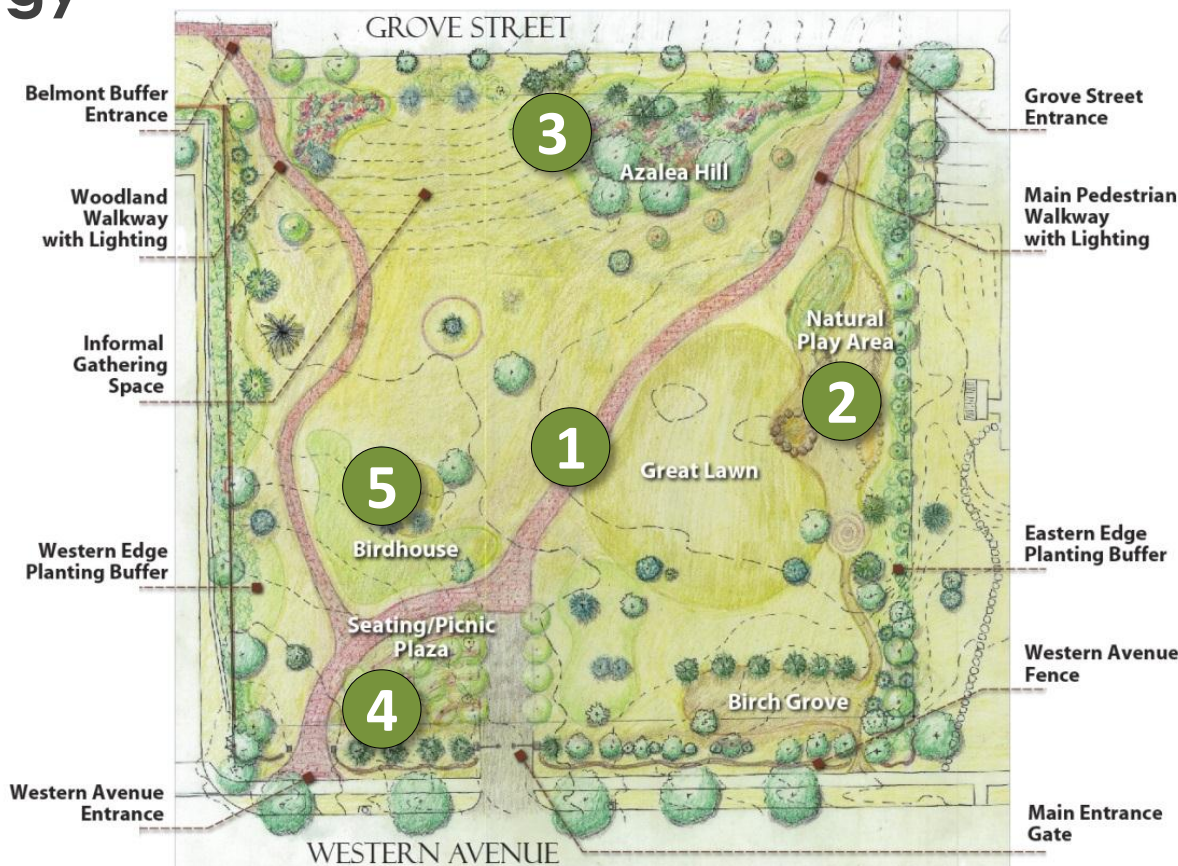 gy
GROVE STREET
Belmont Buffer
Entrance
Grove Street
Entrance
3
Azalea Hill
Woodland
Walkway
with Lighting
Main Pedestrian
Walkway
with Lighting
Informal
Gathering
Space
Natural
Play Area
2
1
Great Lawn
5
Birdhouse
Western Edge
Planting Buffer
Eastern Edge
Planting Buffer
Seating/Picnic
Plaza
4
Western Avenue
Fence
Birch Grove
Western Avenue
Entrance
Main Entrance
Gate
WESTERN AVENUE